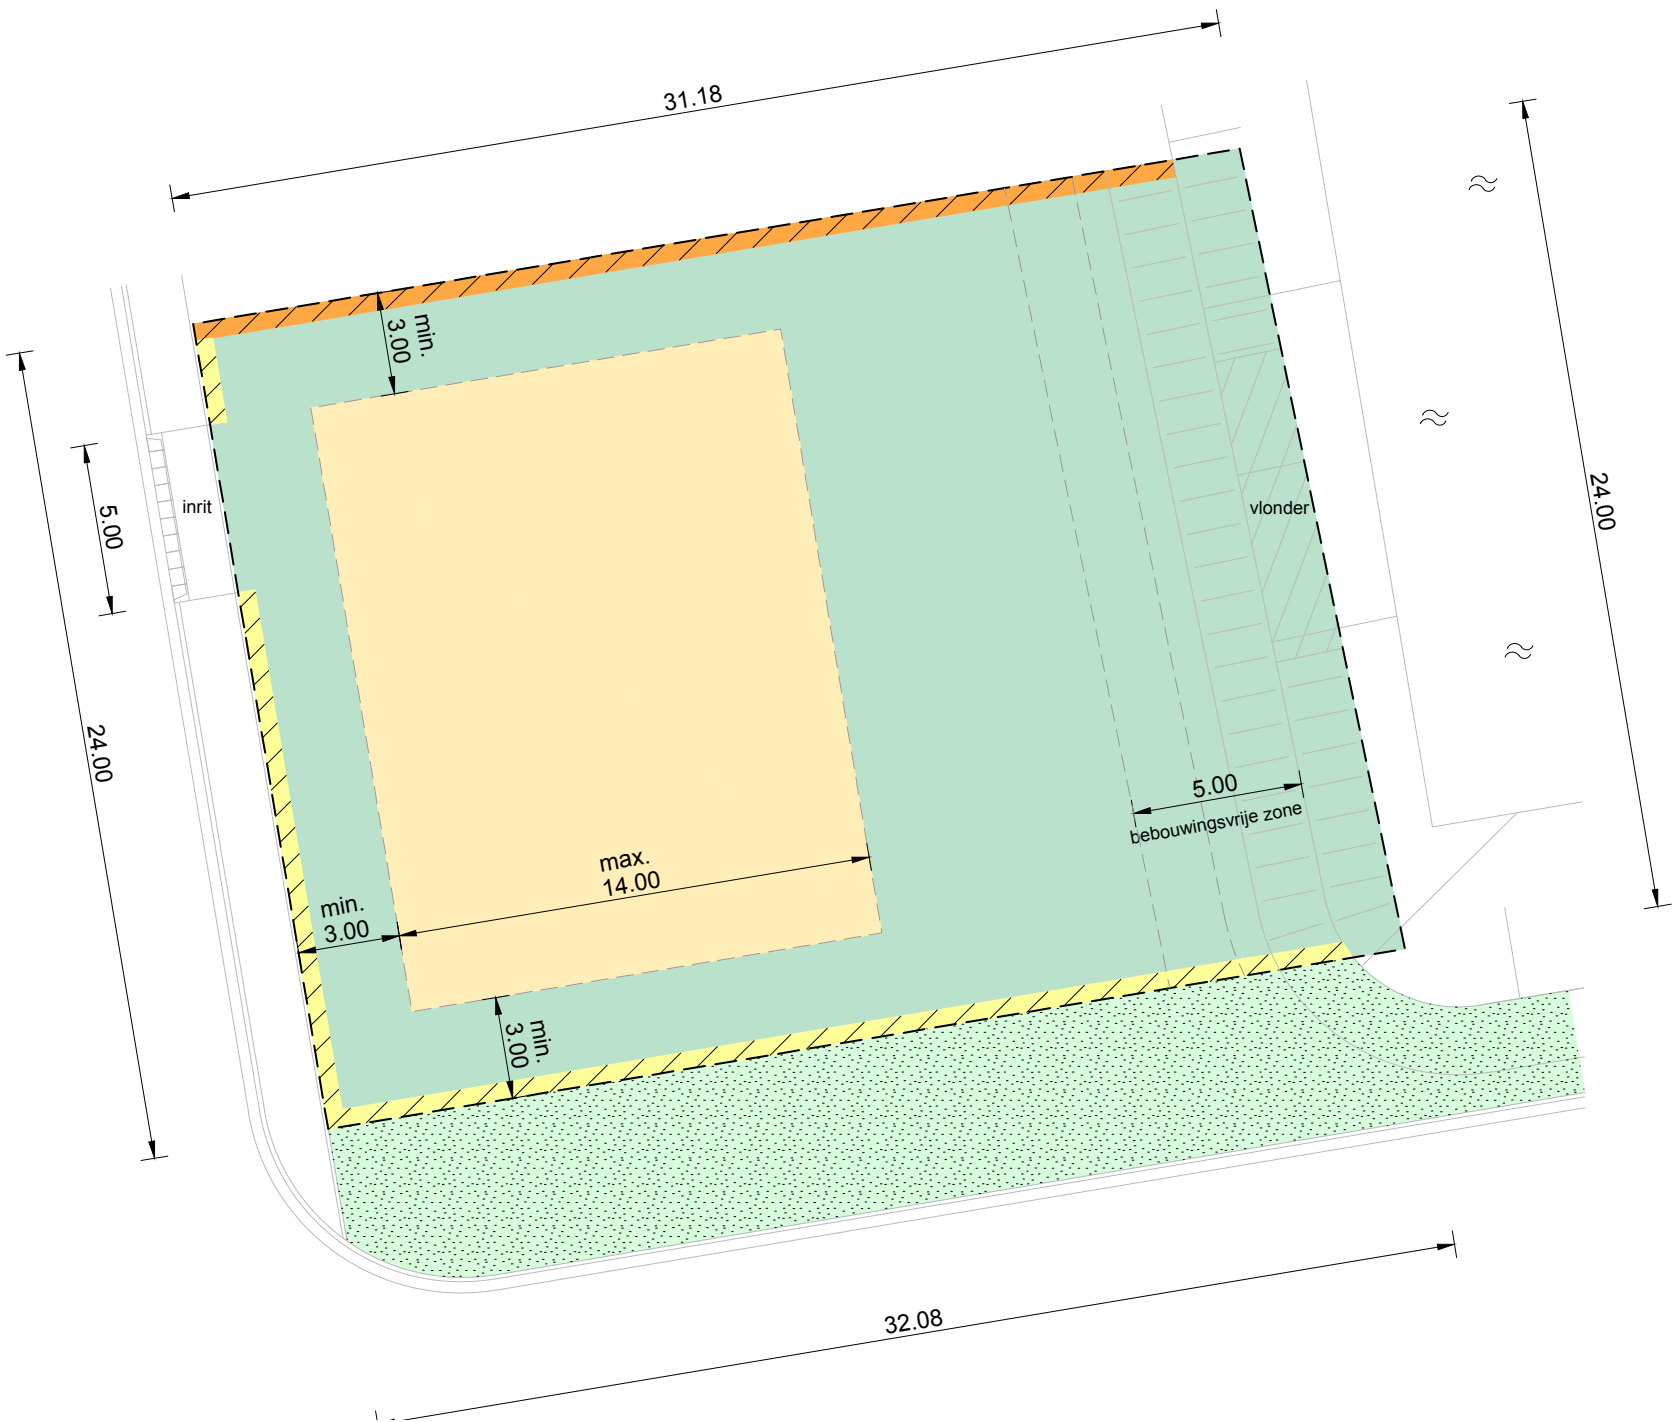 31.18
min.
3.00
5.00
inrit
24.00
vlonder
24.00
5.00
bebouwingsvrije zone
max.
14.00
min.
3.00
min.
3.00
32.08